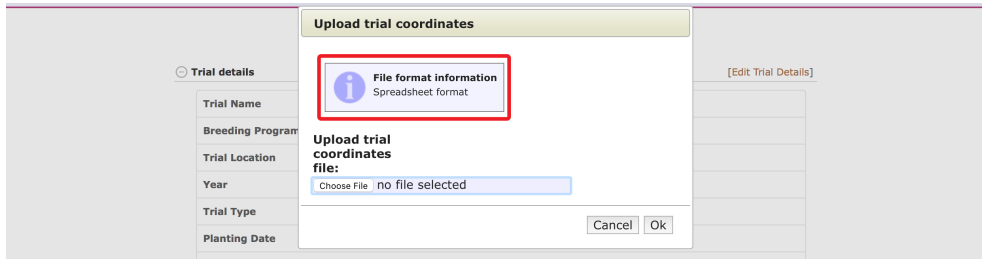 Upload trial coordinates
File format information
Spreadsheet format
Trial details
[Edit Trial Details]
Trial Name
Breeding Program
Upload trial
coordinates
file:
Trial Location
Year
Choose File no file selected
Trial Type
Cancel Ok
Planting Date